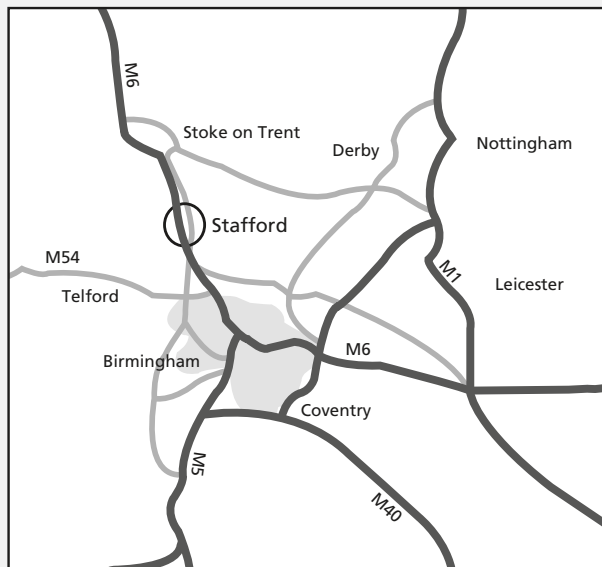 M6
Stoke on Trent
Derby
Nottingham
Stafford
M54
M1
Telford
Leicester
M6
Birmingham
Coventry
M5
M40